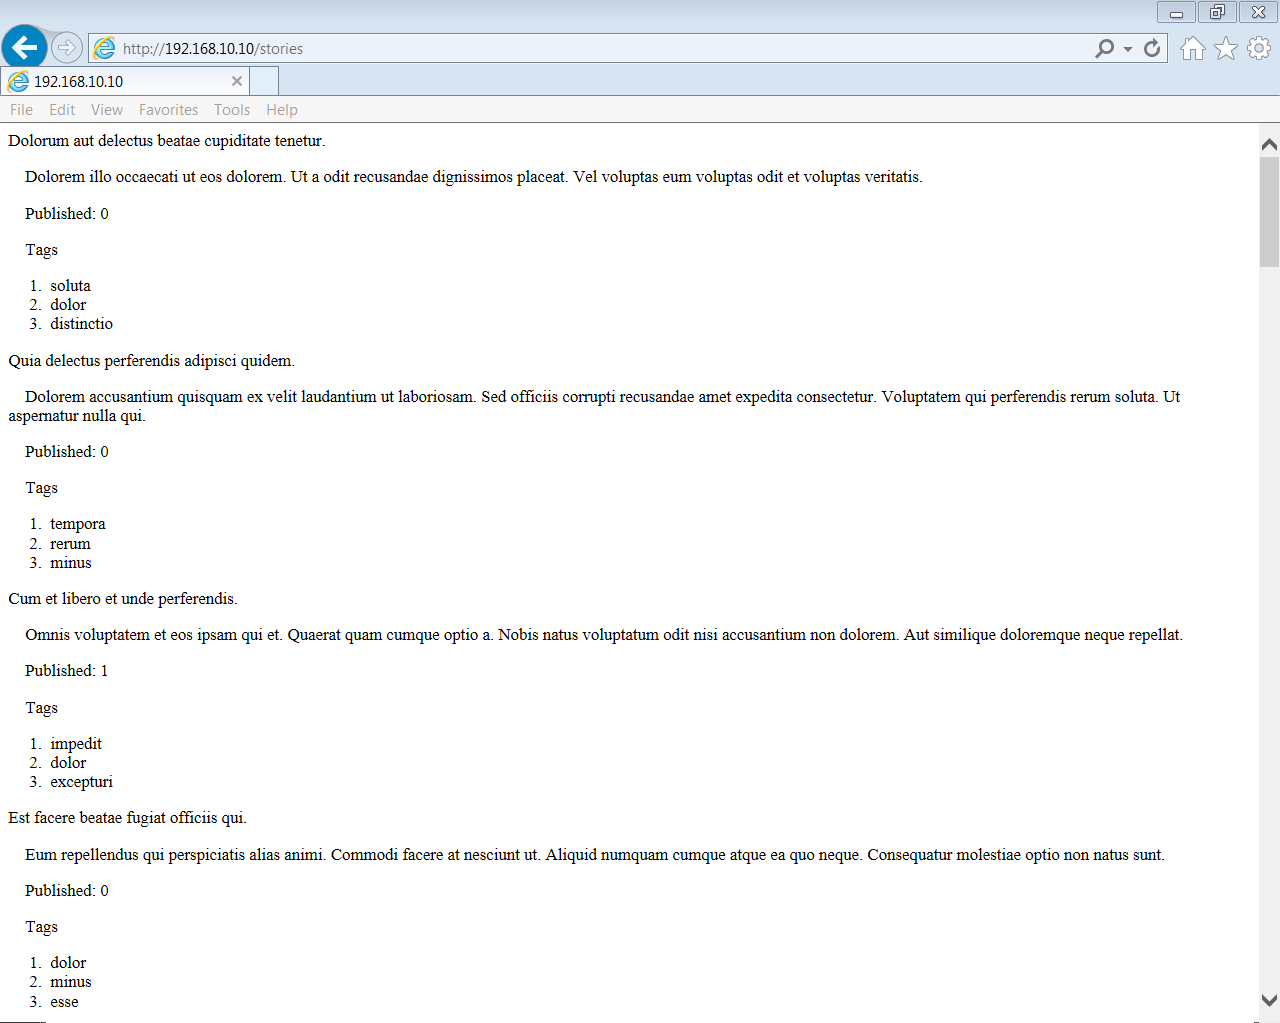 http://192.168.10.10/stories
192.168.10.10
File Edit View Favorites Tools Help
Dolorum aut delectus beatae cupiditate tenetur.
Dolorem illo occaecati ut eos dolorem. Ut a odit recusandae dignissimos placeat. Vel voluptas eum voluptas odit et voluptas veritatis.
Published: 0
Tags
1. soluta
2. dolor
3. distinctio
Quia delectus perferendis adipisci quidem.
Dolorem accusantium quisquam ex velit laudantium ut laboriosam. Sed officiis corrupti recusandae amet expedita consectetur. Voluptatem qui perferendis rerum soluta. Ut
aspernatur nulla qui.
Published: 0
Tags
1. tempora
2. rerum
3. minus
Cum et libero et unde perferendis.
Omnis voluptatem et eos ipsam qui et. Quaerat quam cumque optio a. Nobis natus voluptatum odit nisi accusantium non dolorem. Aut similique doloremque neque repellat.
Published: 1
Tags
1. impedit
2. dolor
3. excepturi
Est facere beatae fugiat officiis qui.
Eum repellendus qui perspiciatis alias animi. Commodi facere at nesciunt ut. Aliquid numquam cumque atque ea quo neque. Consequatur molestiae optio non natus sunt.
Published: 0
Tags
1. dolor
2. minus
3. esse